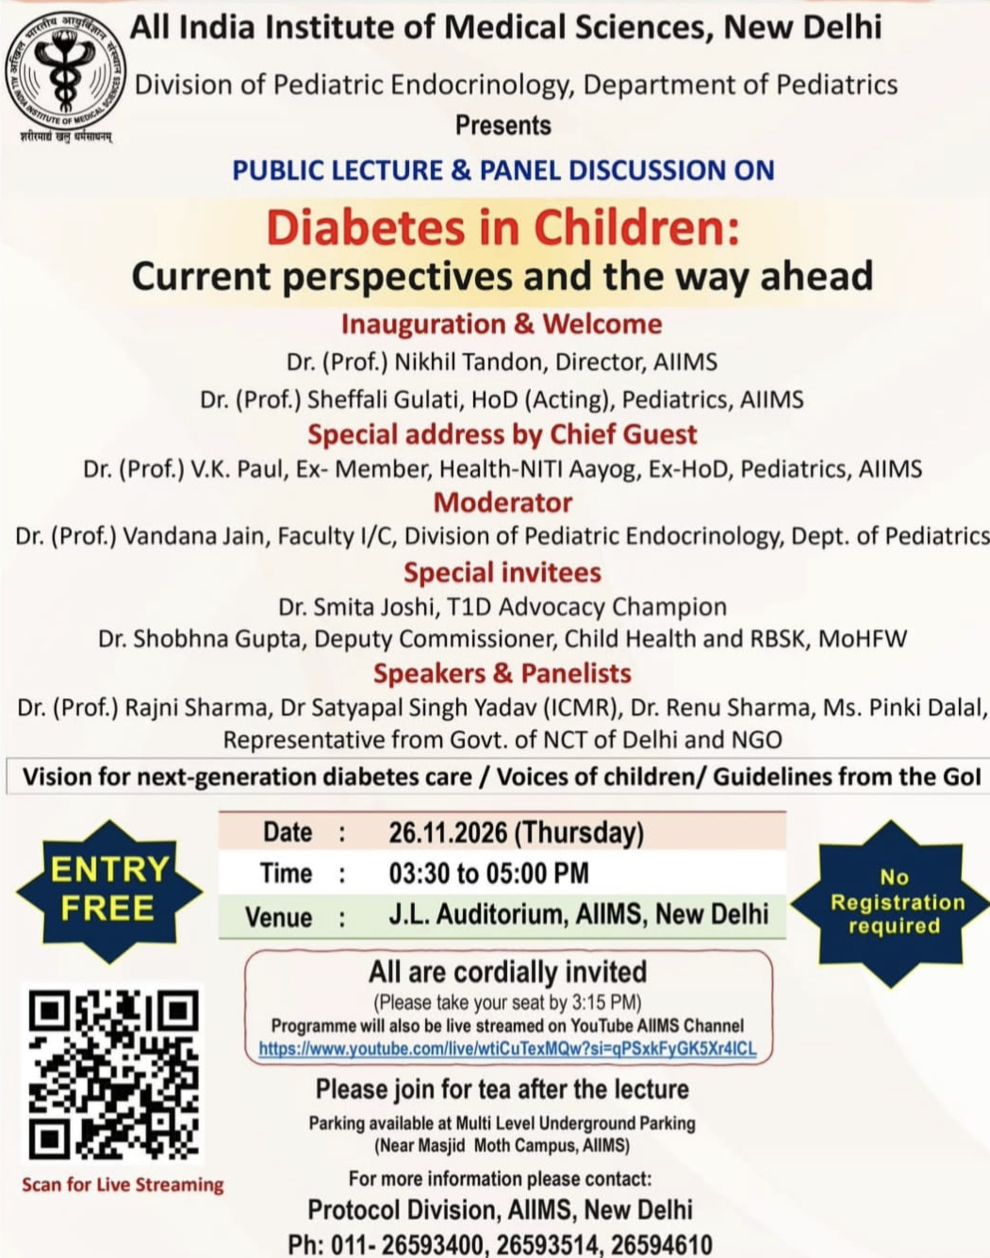 All India Institute of Medical Sciences, New Delhi
Division of Pediatric Endocrinology, Department of Pediatrics
Presents
शरीरमाद्यं खलु धर्मसाधनम्
PUBLIC LECTURE & PANEL DISCUSSION ON
Diabetes in Children:
Current perspectives and the way ahead
Inauguration & Welcome
Dr. (Prof.) Nikhil Tandon, Director, AIIMS
Dr. (Prof.) Sheffali Gulati, HoD (Acting), Pediatrics, AIIMS
Special address by Chief Guest
Dr. (Prof.) V.K. Paul, Ex- Member, Health-NITI Aayog, Ex-HoD, Pediatrics, AIIMS
Moderator
Dr. (Prof.) Vandana Jain, Faculty I/C, Division of Pediatric Endocrinology, Dept. of Pediatrics
Special invitees
Dr. Smita Joshi, T1D Advocacy Champion
Dr. Shobhna Gupta, Deputy Commissioner, Child Health and RBSK, MoHFW
Speakers & Panelists
Dr. (Prof.) Rajni Sharma, Dr Satyapal Singh Yadav (ICMR), Dr. Renu Sharma, Ms. Pinki Dalal,
Representative from Govt. of NCT of Delhi and NGO
Vision for next-generation diabetes care / Voices of children/ Guidelines from the GoI
ENTRY
FREE
Date : 26.11.2026 (Thursday)
Time : 03:30 to 05:00 PM
Venue : J.L. Auditorium, AIIMS, New Delhi
No
Registration
required
All are cordially invited
(Please take your seat by 3:15 PM)
Programme will also be live streamed on YouTube AIIMS Channel
https://www.youtube.com/live/wtiCuTexMQw?si=qPSxkFyGK5Xr4lCL
Please join for tea after the lecture
Parking available at Multi Level Underground Parking
(Near Masjid Moth Campus, AIIMS)
Scan for Live Streaming
For more information please contact:
Protocol Division, AIIMS, New Delhi
Ph: 011- 26593400, 26593514, 26594610